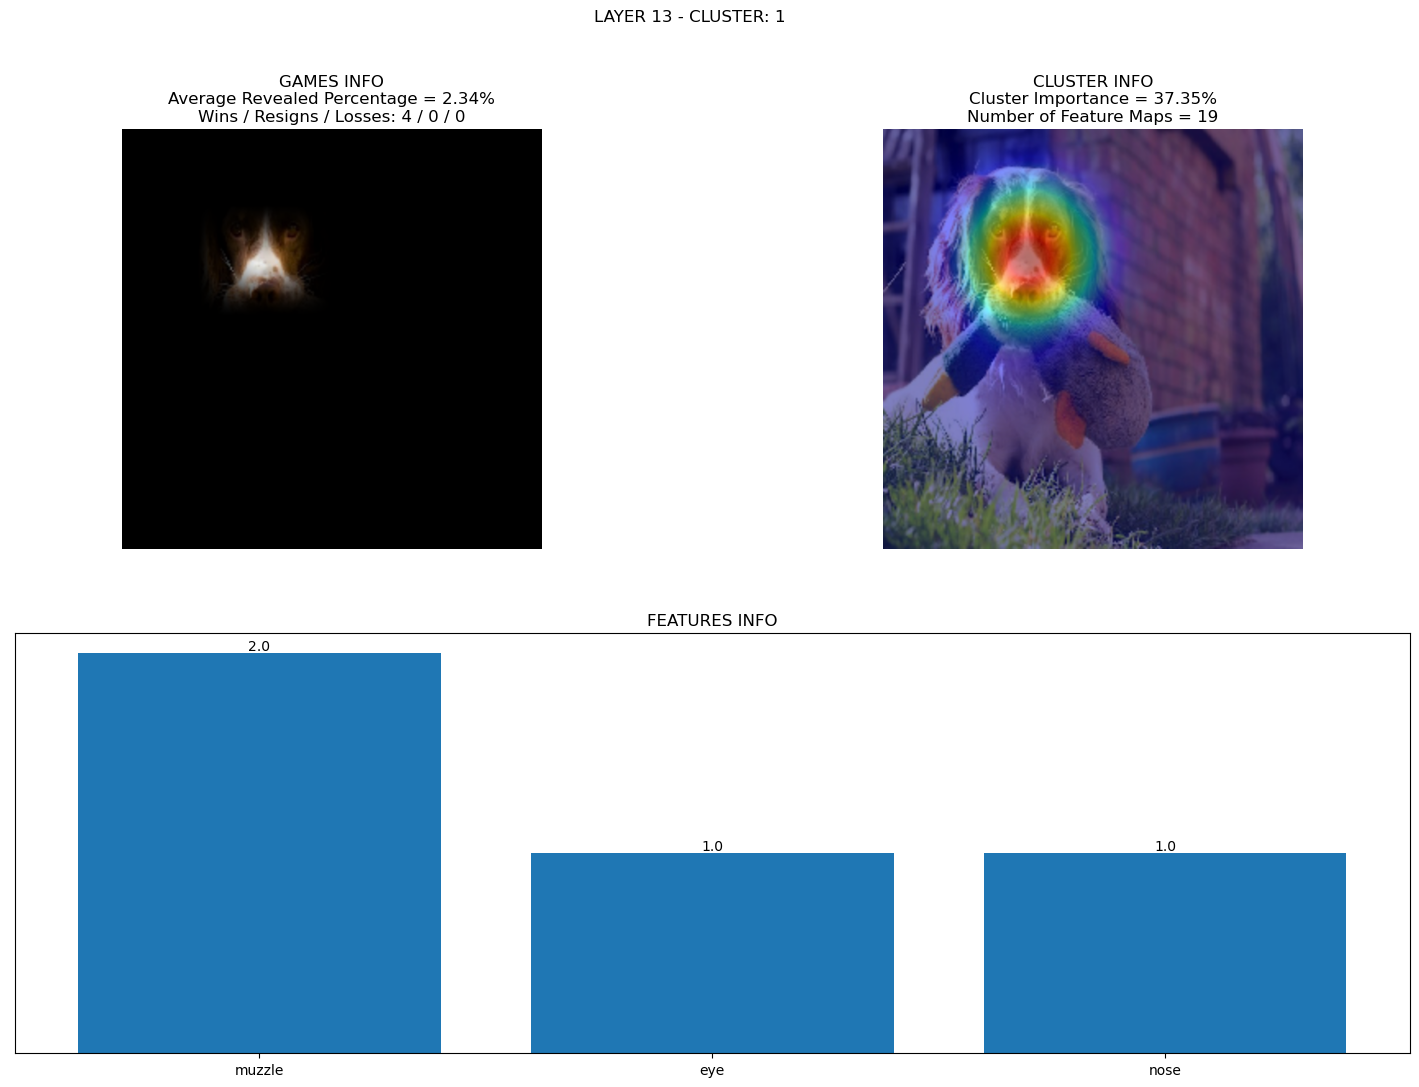 LAYER 13 - CLUSTER: 1
GAMES INFO
Average Revealed Percentage = 2.34%
Wins / Resigns / Losses: 4 / 0 / 0
CLUSTER INFO
Cluster Importance = 37.35%
Number of Feature Maps = 19
FEATURES INFO
2.0
1.0
1.0
muzzle
eye
nose